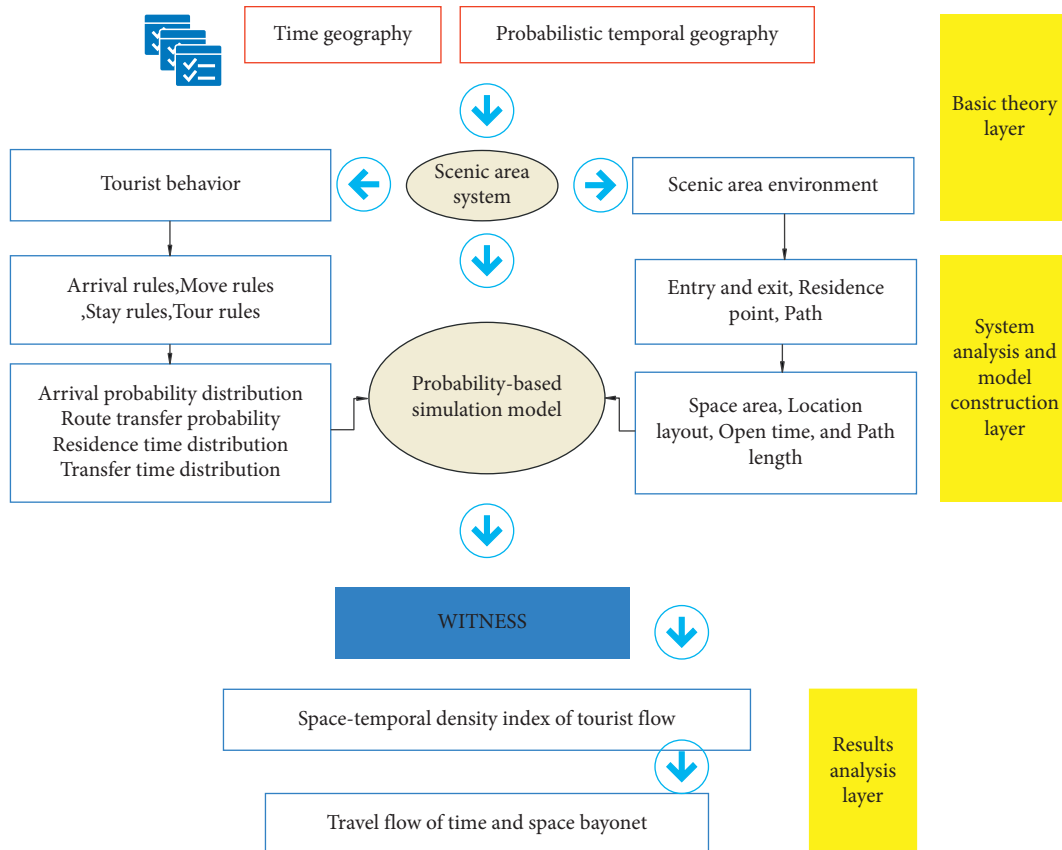 Time geography
Probabilistic temporal geography
Basic theory
layer
Tourist behavior
Scenic area
system
Scenic area environment
Arrival rules,Move rules
,Stay rules,Tour rules
Entry and exit, Residence
point, Path
System
analysis and
model
construction
layer
Arrival probability distribution
Route transfer probability
Residence time distribution
Transfer time distribution
Probability-based
simulation model
Space area, Location
layout, Open time, and Path
length
WITNESS
Space-temporal density index of tourist flow
Results
analysis
layer
Travel flow of time and space bayonet